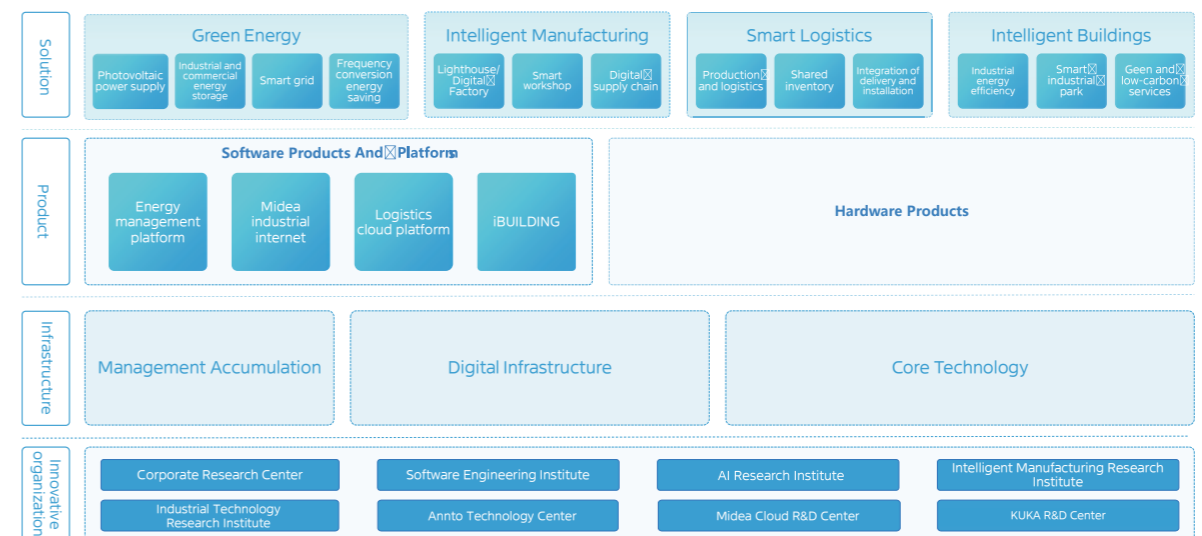 Solution
Green Energy
Photovoltaic
power supply
Industrial and
commercial
energy
storage
Smart grid
Frequency
conversion
energy
saving
Intelligent Manufacturing
Lighthouse/
Digital
Factory
Smart
workshop
Digital
supply chain
Smart Logistics
Production
and logistics
Shared
inventory
Integration of
delivery and
installation
Intelligent Buildings
Industrial
energy
efficiency
Smart
industrial
park
Geen and
low-carbon
services
Product
Software Products And Platform
Energy
management
platform
Midea
industrial
internet
Logistics
cloud platform
iBUILDING
Hardware Products
Infrastructure
Management Accumulation
Digital Infrastructure
Core Technology
Innovative
organization
Corporate Research Center
Software Engineering Institute
AI Research Institute
Intelligent Manufacturing Research
Institute
Industrial Technology
Research Institute
Annto Technology Center
Midea Cloud R&D Center
KUKA R&D Center